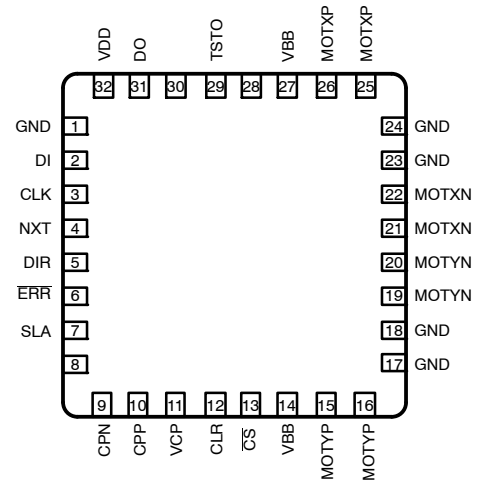 VDD DO TSTO VBB MOTXP MOTXP
32 31 30 29 28 27 26 25
GND 1 24 GND
DI 2 23 GND
CLK 3 22 MOTXN
NXT 4 21 MOTXN
DIR 5 20 MOTYN
ERR 6 19 MOTYN
SLA 7 18 GND
8 17 GND
9 10 11 12 13 14 15 16
CPN CPP VCP CLR CS VBB MOTYP MOTYP